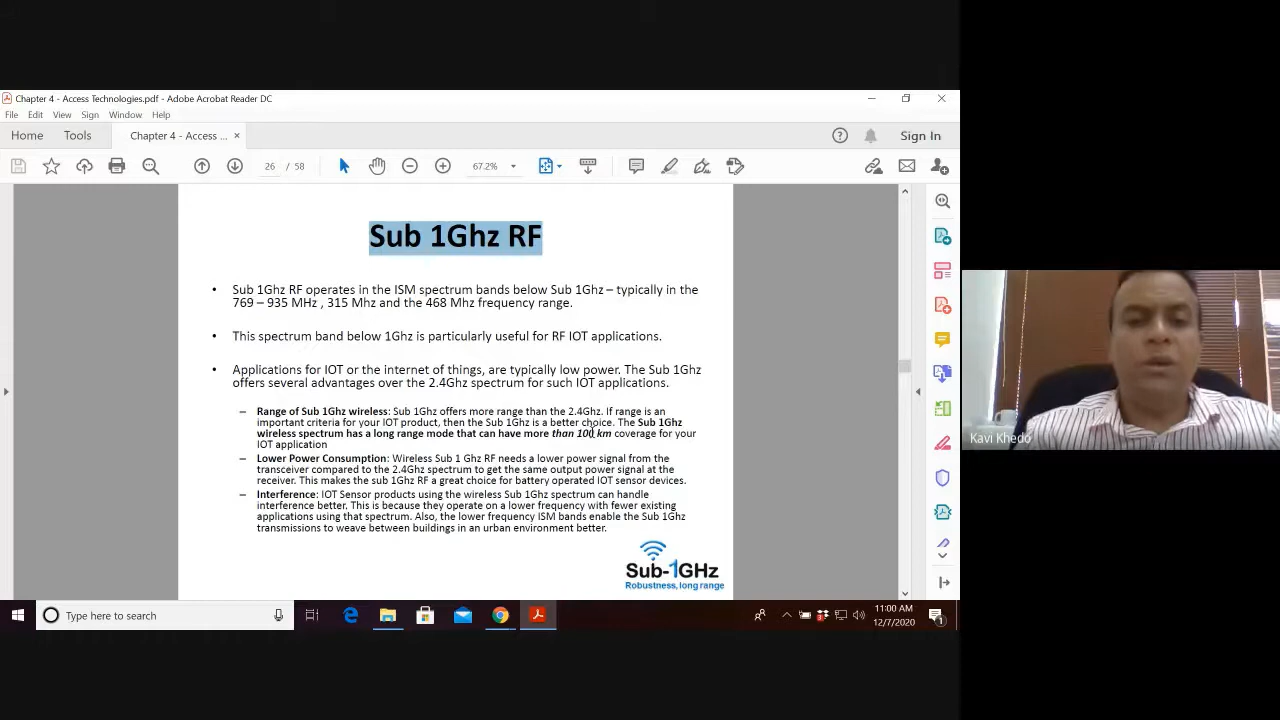 Chapter 4 - Access Technologies.pdf - Adobe Acrobat Reader DC
File Edit View Sign Window Help
Home Tools Chapter 4 - Access ... × Sign In
26 / 58 67.2%
Sub 1Ghz RF
• Sub 1Ghz RF operates in the ISM spectrum bands below Sub 1Ghz – typically in the
769 – 935 MHz , 315 Mhz and the 468 Mhz frequency range.
• This spectrum band below 1Ghz is particularly useful for RF IOT applications.
• Applications for IOT or the internet of things, are typically low power. The Sub 1Ghz
offers several advantages over the 2.4Ghz spectrum for such IOT applications.
– Range of Sub 1Ghz wireless: Sub 1Ghz offers more range than the 2.4Ghz. If range is an
important criteria for your IOT product, then the Sub 1Ghz is a better choice. The Sub 1Ghz
wireless spectrum has a long range mode that can have more than 100 km coverage for your
IOT application
– Lower Power Consumption: Wireless Sub 1 Ghz RF needs a lower power signal from the
transceiver compared to the 2.4Ghz spectrum to get the same output power signal at the
receiver. This makes the sub 1Ghz RF a great choice for battery operated IOT sensor devices.
– Interference: IOT Sensor products using the wireless Sub 1Ghz spectrum can handle
interference better. This is because they operate on a lower frequency with fewer existing
applications using that spectrum. Also, the lower frequency ISM bands enable the Sub 1Ghz
transmissions to weave between buildings in an urban environment better.
Sub-1GHz
Robustness, long range
Kavi Khedo
Type here to search
11:00 AM
12/7/2020
1